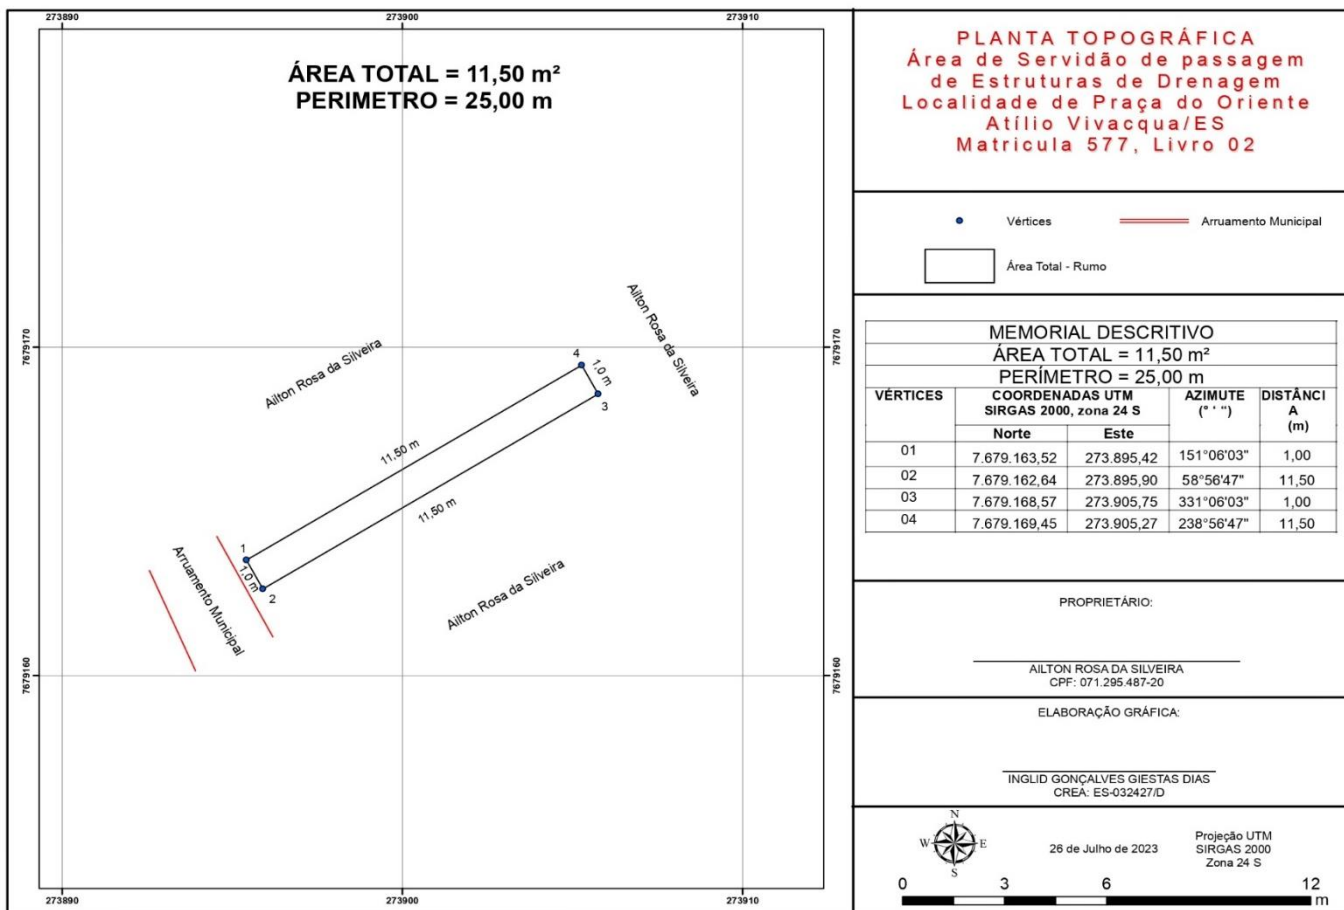 273890
273900
273910
ÁREA TOTAL = 11,50 m²
PERIMETRO = 25,00 m
7679170
7679170
7679160
7679160
Ailton Rosa da Silveira
Ailton Rosa da Silveira
Ailton Rosa da Silveira
Arruamento Municipal
1
2
3
4
11,50 m
11,50 m
1,0 m
1,0 m
273890
273900
273910
PLANTA TOPOGRÁFICA
Área de Servidão de passagem
de Estruturas de Drenagem
Localidade de Praça do Oriente
Atílio Vivacqua/ES
Matricula 577, Livro 02
Vértices
Arruamento Municipal
Área Total - Rumo
MEMORIAL DESCRITIVO
ÁREA TOTAL = 11,50 m²
PERÍMETRO = 25,00 m
VÉRTICES COORDENADAS UTM AZIMUTE DISTÂNCI
SIRGAS 2000, zona 24 S (° ' ") A
(m)
Norte Este
01 7.679.163,52 273.895,42 151°06'03" 1,00
02 7.679.162,64 273.895,90 58°56'47" 11,50
03 7.679.168,57 273.905,75 331°06'03" 1,00
04 7.679.169,45 273.905,27 238°56'47" 11,50
PROPRIETÁRIO:
AILTON ROSA DA SILVEIRA
CPF: 071.295.487-20
ELABORAÇÃO GRÁFICA:
INGLID GONÇALVES GIESTAS DIAS
CREA: ES-032427/D
N
W E
S
26 de Julho de 2023
Projeção UTM
SIRGAS 2000
Zona 24 S
0 3 6 12
m